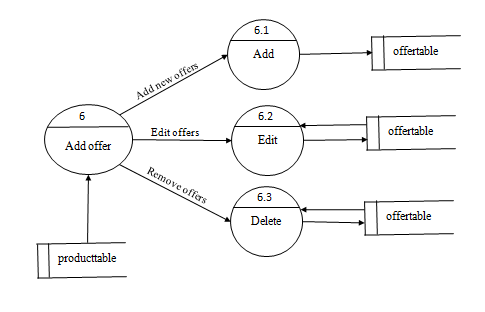 6.1
Add
offertable
Add new offers
6
Add offer
Edit offers
6.2
Edit
offertable
Remove offers
6.3
Delete
offertable
producttable